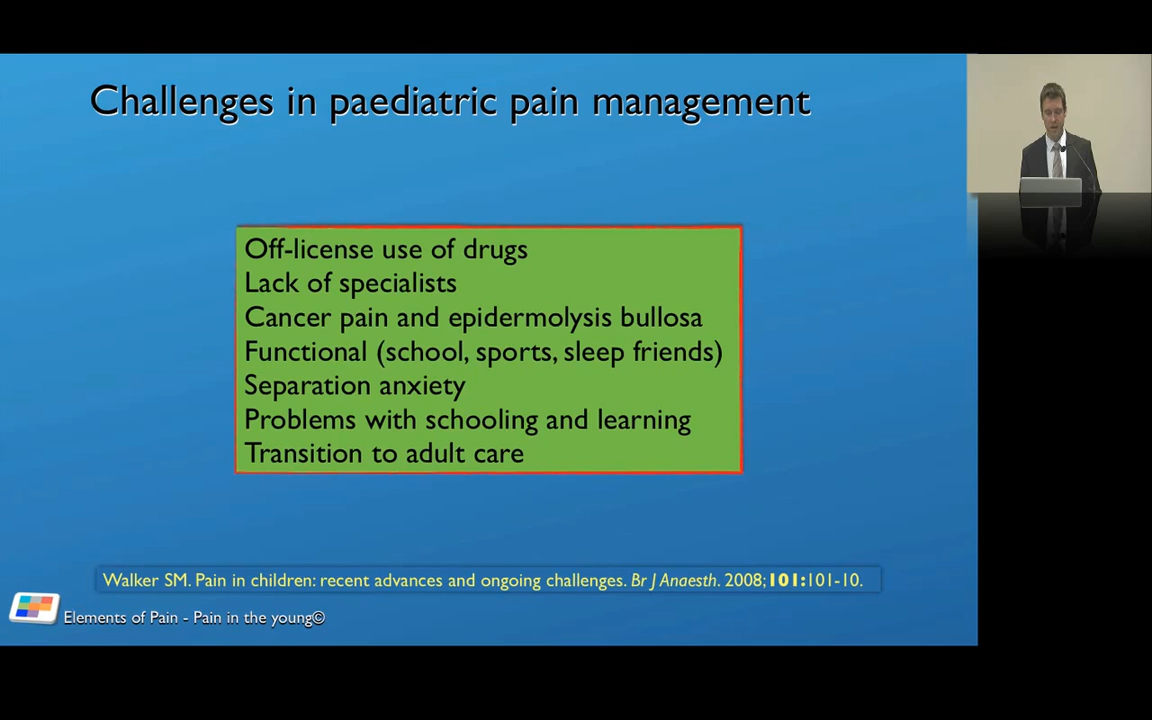 Challenges in paediatric pain management
Off-license use of drugs
Lack of specialists
Cancer pain and epidermolysis bullosa
Functional (school, sports, sleep friends)
Separation anxiety
Problems with schooling and learning
Transition to adult care
Walker SM. Pain in children: recent advances and ongoing challenges. Br J Anaesth. 2008;101:101-10.
Elements of Pain - Pain in the young©